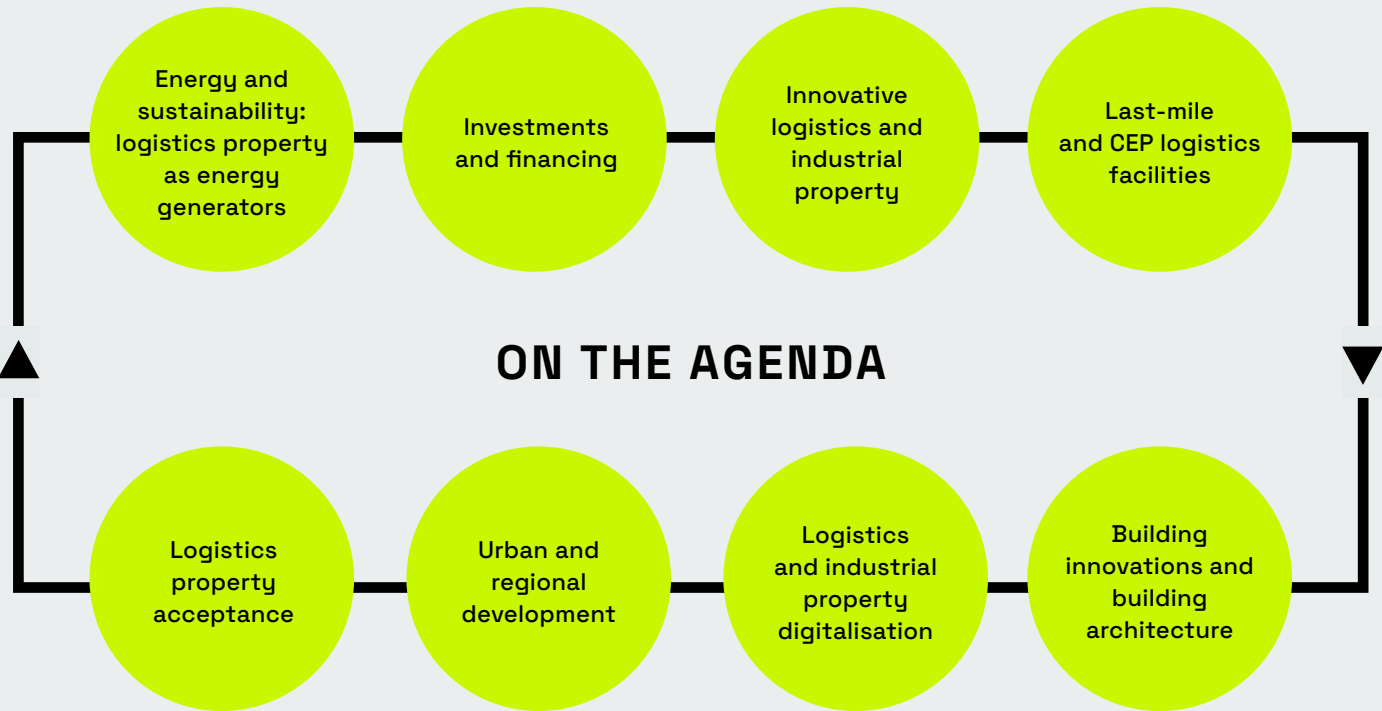 Energy and
sustainability:
logistics property
as energy
generators
Investments
and financing
Innovative
logistics and
industrial
property
Last-mile
and CEP logistics
facilities
ON THE AGENDA
Logistics
property
acceptance
Urban and
regional
development
Logistics
and industrial
property
digitalisation
Building
innovations and
building
architecture